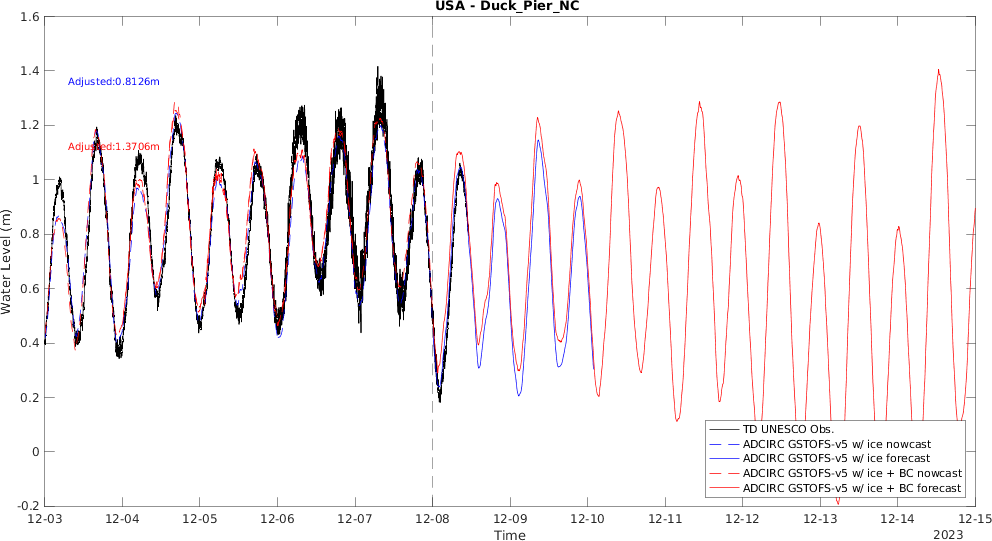 USA - Duck_Pier_NC
1.6
1.4
1.2
1
0.8
0.6
0.4
0.2
0
-0.2
Water Level (m)
Adjusted:0.8126m
Adjusted:1.3706m
TD UNESCO Obs.
ADCIRC GSTOFS-v5 w/ ice nowcast
ADCIRC GSTOFS-v5 w/ ice forecast
ADCIRC GSTOFS-v5 w/ ice + BC nowcast
ADCIRC GSTOFS-v5 w/ ice + BC forecast
12-03 12-04 12-05 12-06 12-07 12-08 12-09 12-10 12-11 12-12 12-13 12-14 12-15
Time
2023